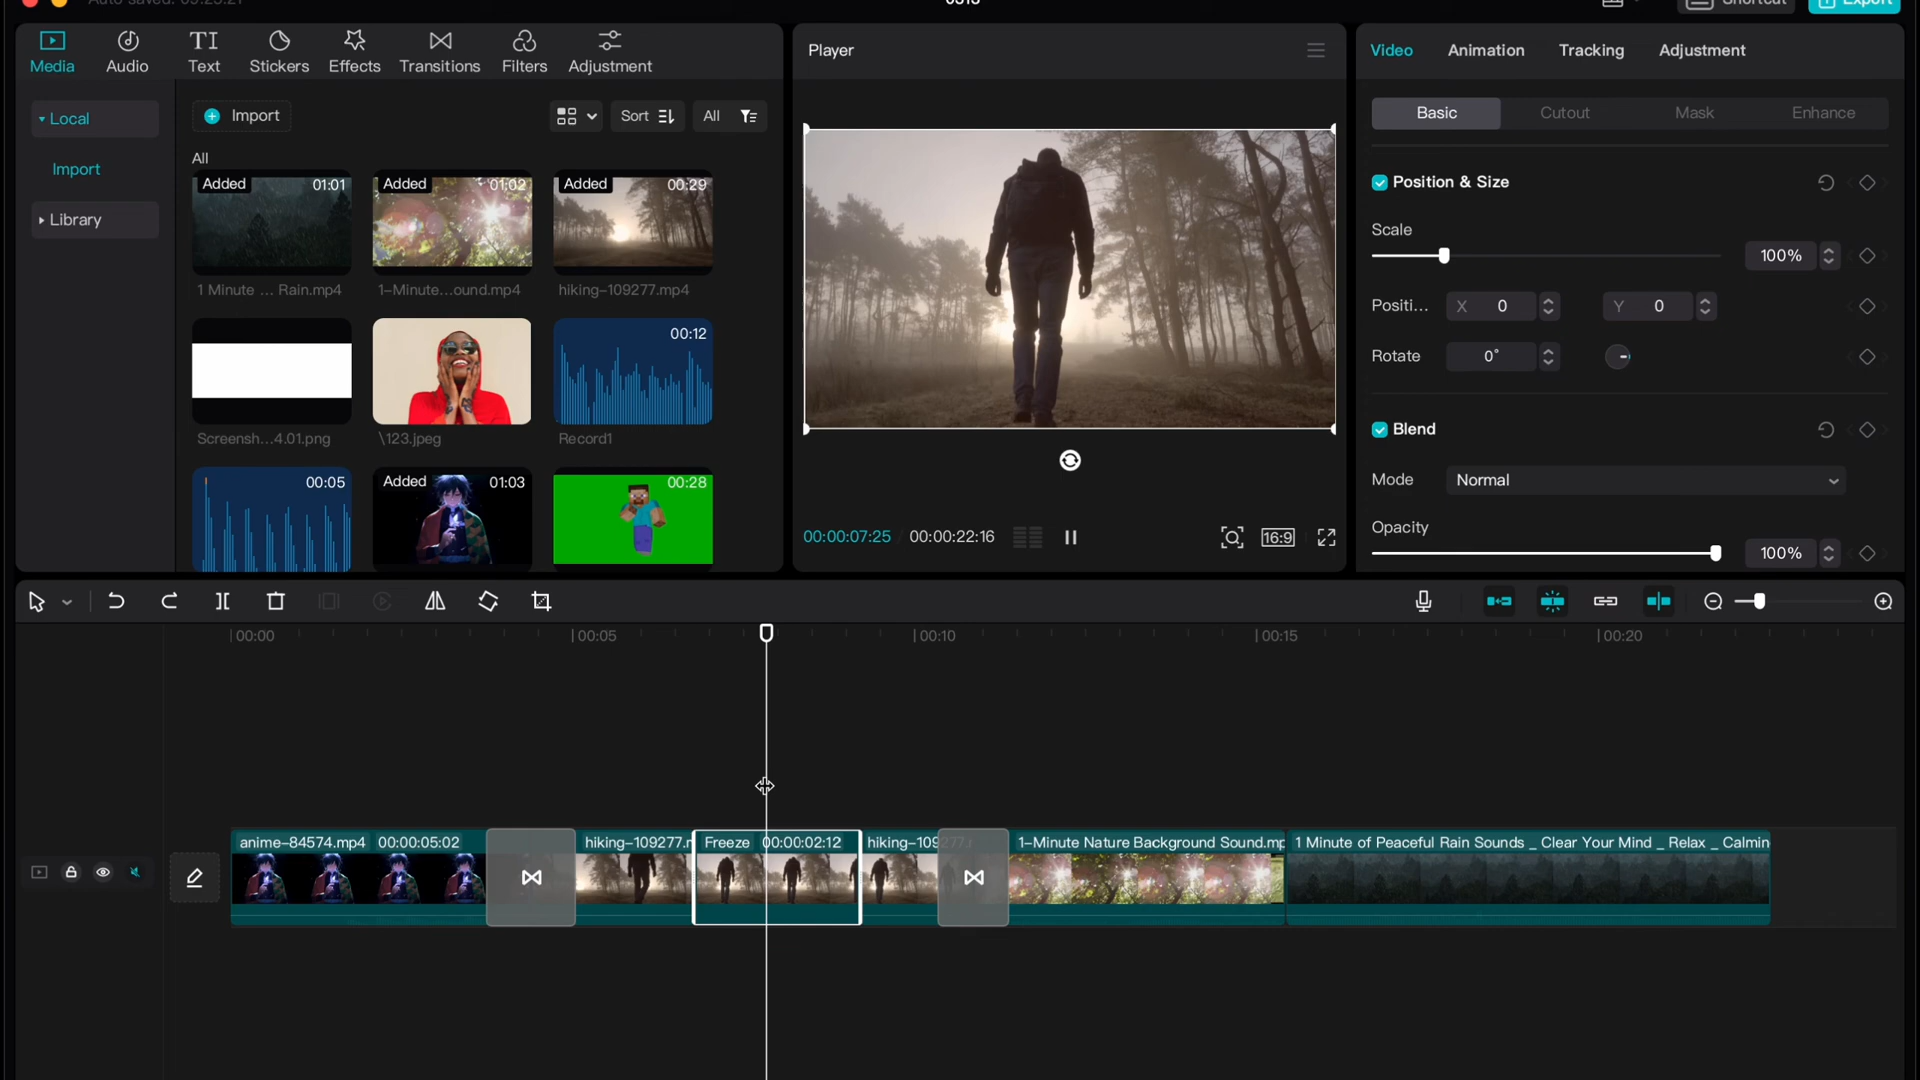 Media
Audio
Text
Stickers
Effects
Transitions
Filters
Adjustment
Local
Import
Library
Import
Sort
All
All
Added 01:01
Added 01:02
Added 00:29
1 Minute ... Rain.mp4
1-Minute...ound.mp4
hiking-109277.mp4
00:12
Screensh...4.01.png
\123.jpeg
Record1
00:05
Added 01:03
00:28
Player
00:00:07:25 / 00:00:22:16
16:9
Shortcut
Export
Video
Animation
Tracking
Adjustment
Basic
Cutout
Mask
Enhance
Position & Size
Scale
100%
Positi...
X 0
Y 0
Rotate
0°
Blend
Mode
Normal
Opacity
100%
00:00
00:05
00:10
00:15
00:20
anime-84574.mp4 00:00:05:02
hiking-109277.
Freeze 00:00:02:12
hiking-109277
1-Minute Nature Background Sound.mp
1 Minute of Peaceful Rain Sounds _ Clear Your Mind _ Relax _ Calmin